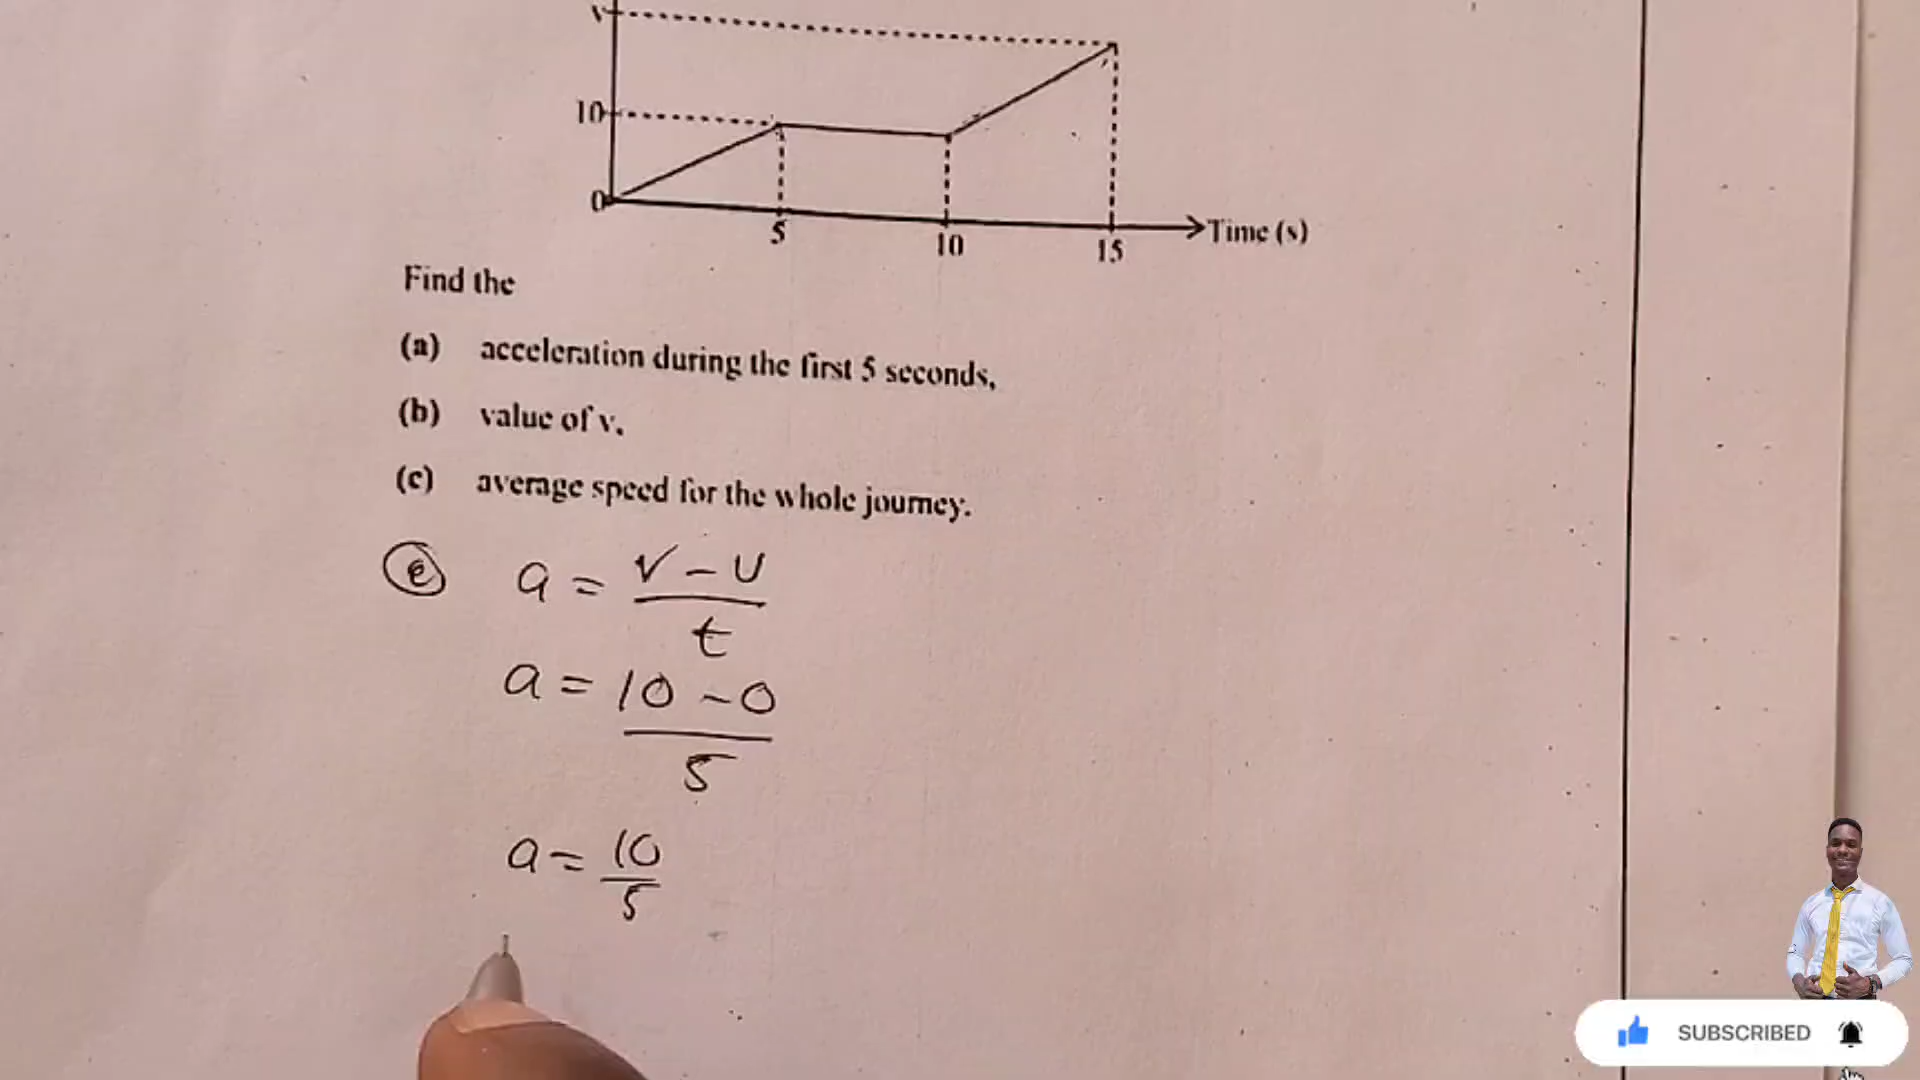 v
10
0
5
10
15
Time (s)
Find the
(a) acceleration during the first 5 seconds,
(b) value of v,
(c) average speed for the whole journey.
a = v - u
t
a = 10 - 0
5
a = 10
5
SUBSCRIBED